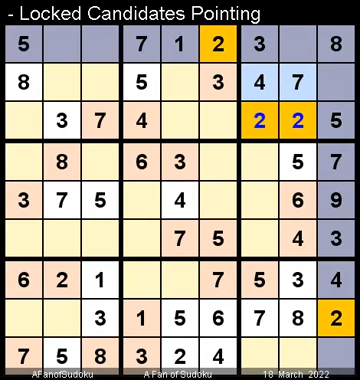 - Locked Candidates Pointing
5 7 1 2 3 8
8 5 3 4 7
3 7 4 2 2 5
8 6 3 5 7
3 7 5 4 6 9
7 5 4 3
6 2 1 7 5 3 4
3 1 5 6 7 8 2
7 5 8 3 2 4
AFanofSudoku A Fan of Sudoku 18 March 2022